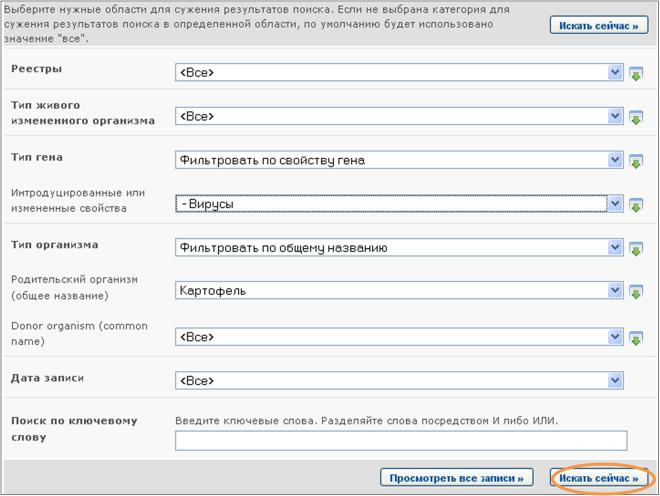 Выберите нужные области для сужения результатов поиска. Если не выбрана категория для
сужения результатов поиска в определенной области, по умолчанию будет использовано
значение "все".
Искать сейчас »
Реестры
<Все>
Тип живого
измененного организма
<Все>
Тип гена
Фильтровать по свойству гена
Интродуцированные или
измененные свойства
- Вирусы
Тип организма
Фильтровать по общему названию
Родительский организм
(общее название)
Картофель
Donor organism (common
name)
<Все>
Дата записи
<Все>
Поиск по ключевому
слову
Введите ключевые слова. Разделяйте слова посредством И либо ИЛИ.
Просмотреть все записи »
Искать сейчас »